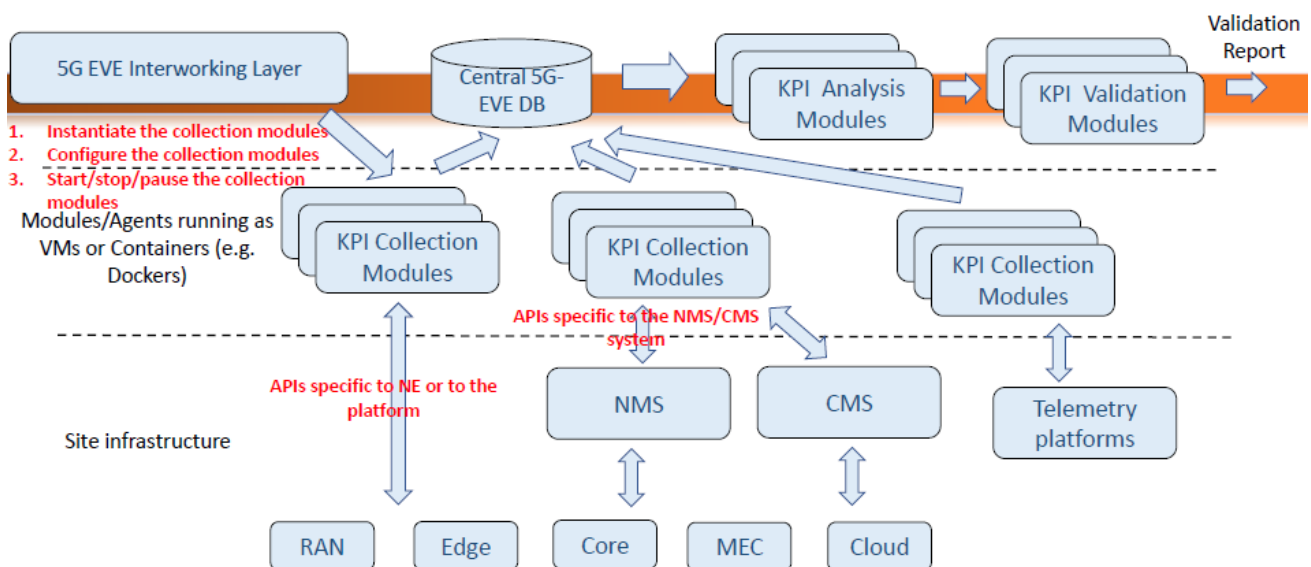 Validation
Report
5G EVE Interworking Layer
Central 5G-
EVE DB
KPI Analysis
Modules
KPI Validation
Modules
1. Instantiate the collection modules
2. Configure the collection modules
3. Start/stop/pause the collection
modules
Modules/Agents running as
VMs or Containers (e.g.
Dockers)
KPI Collection
Modules
KPI Collection
Modules
KPI Collection
Modules
APIs specific to the NMS/CMS
system
APIs specific to NE or to the
platform
NMS
CMS
Telemetry
platforms
Site infrastructure
RAN
Edge
Core
MEC
Cloud